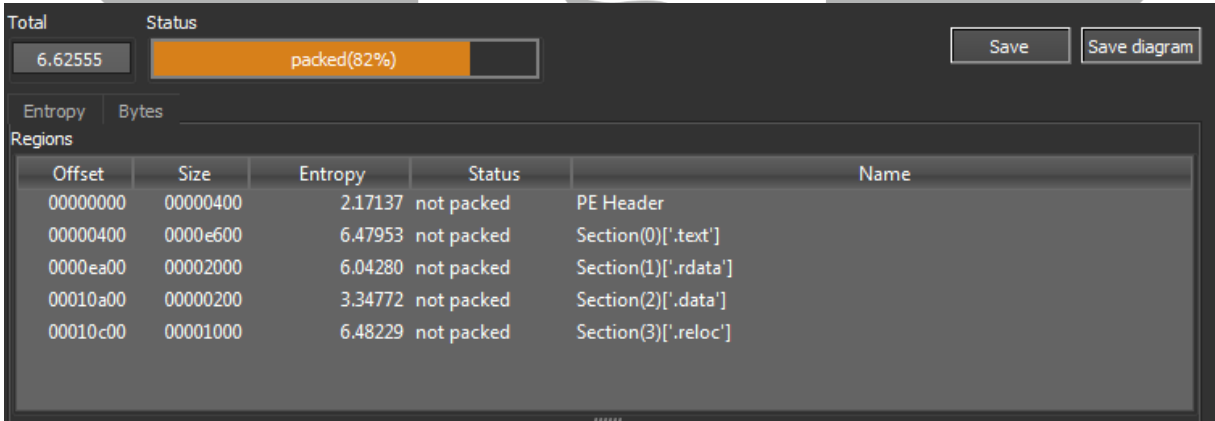 Total Status
6.62555 packed(82%) Save Save diagram
Entropy Bytes
Regions
Offset Size Entropy Status Name
00000000 00000400 2.17137 not packed PE Header
00000400 0000e600 6.47953 not packed Section(0)['.text']
0000ea00 00002000 6.04280 not packed Section(1)['.rdata']
00010a00 00000200 3.34772 not packed Section(2)['.data']
00010c00 00001000 6.48229 not packed Section(3)['.reloc']